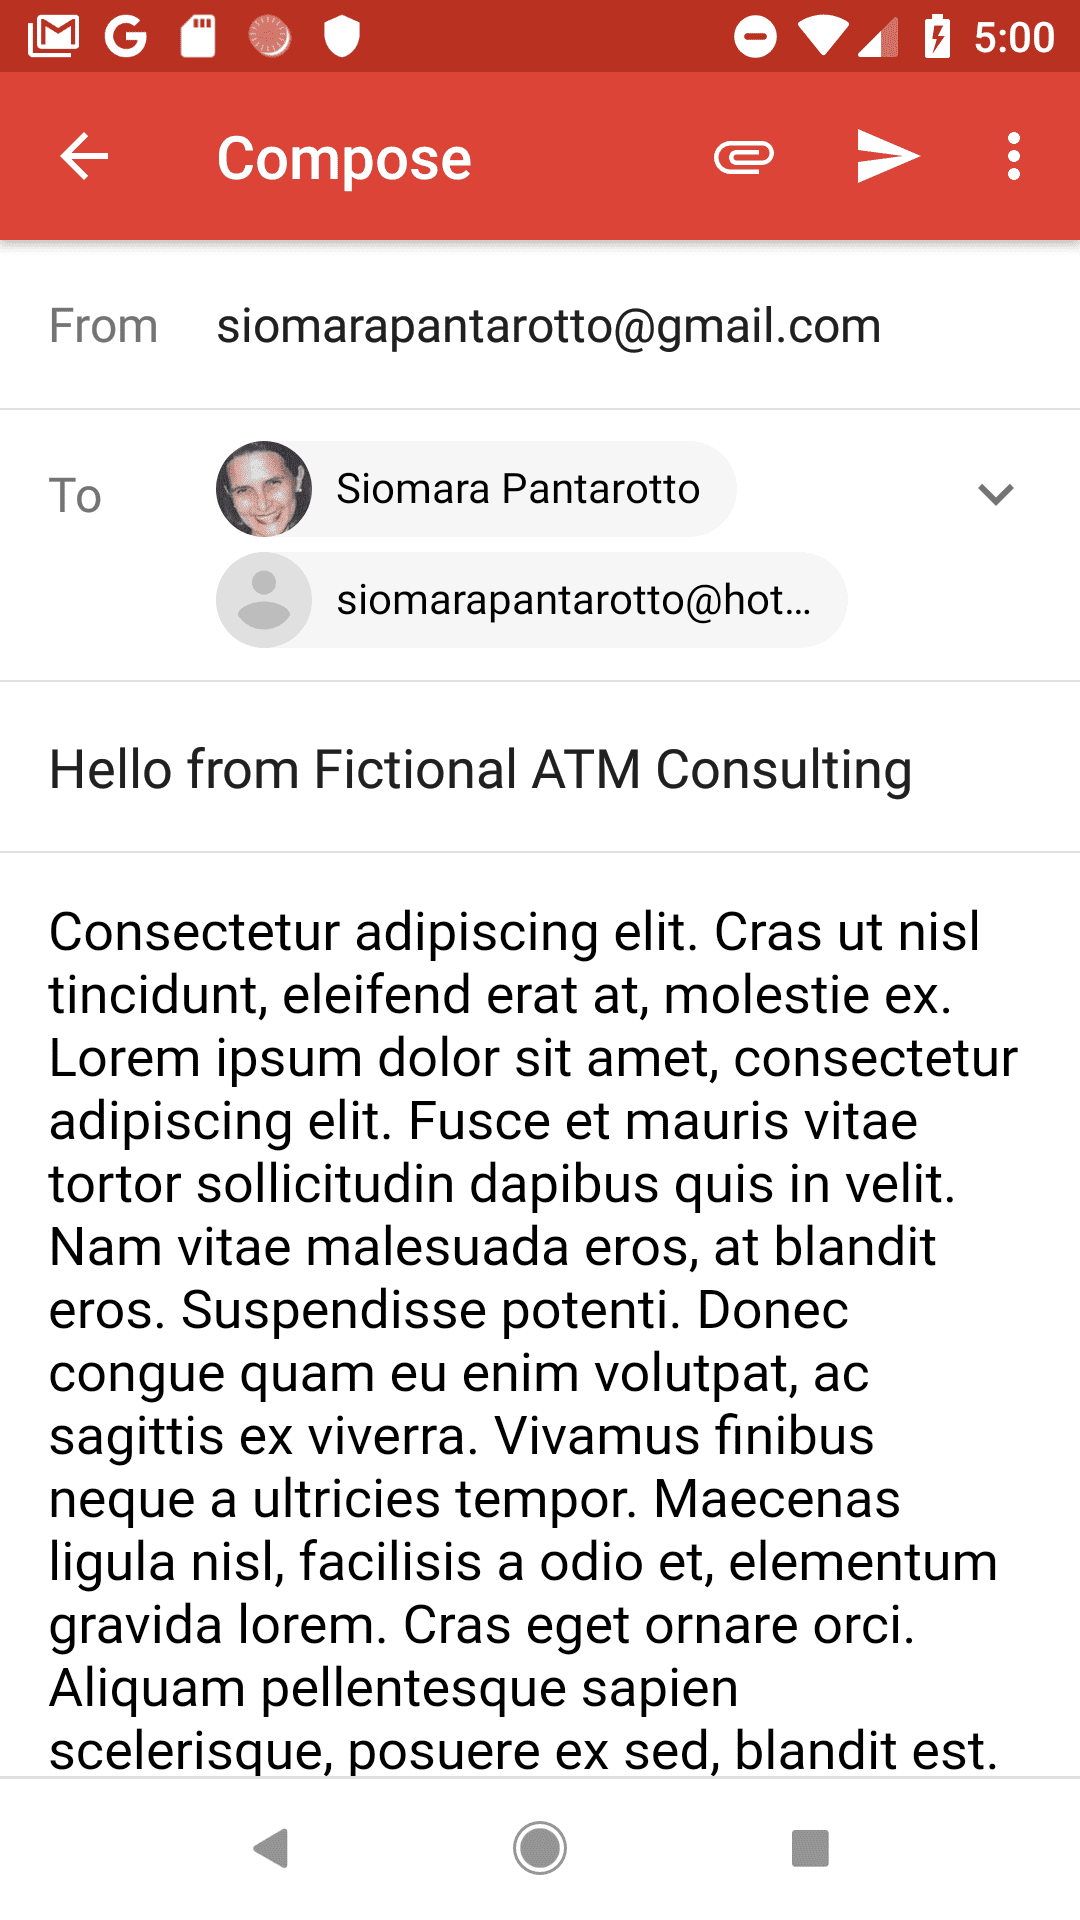 5:00
Compose
From siomarapantarotto@gmail.com
To Siomara Pantarotto
siomarapantarotto@hot...
Hello from Fictional ATM Consulting
Consectetur adipiscing elit. Cras ut nisl
tincidunt, eleifend erat at, molestie ex.
Lorem ipsum dolor sit amet, consectetur
adipiscing elit. Fusce et mauris vitae
tortor sollicitudin dapibus quis in velit.
Nam vitae malesuada eros, at blandit
eros. Suspendisse potenti. Donec
congue quam eu enim volutpat, ac
sagittis ex viverra. Vivamus finibus
neque a ultricies tempor. Maecenas
ligula nisl, facilisis a odio et, elementum
gravida lorem. Cras eget ornare orci.
Aliquam pellentesque sapien
scelerisque, posuere ex sed, blandit est.